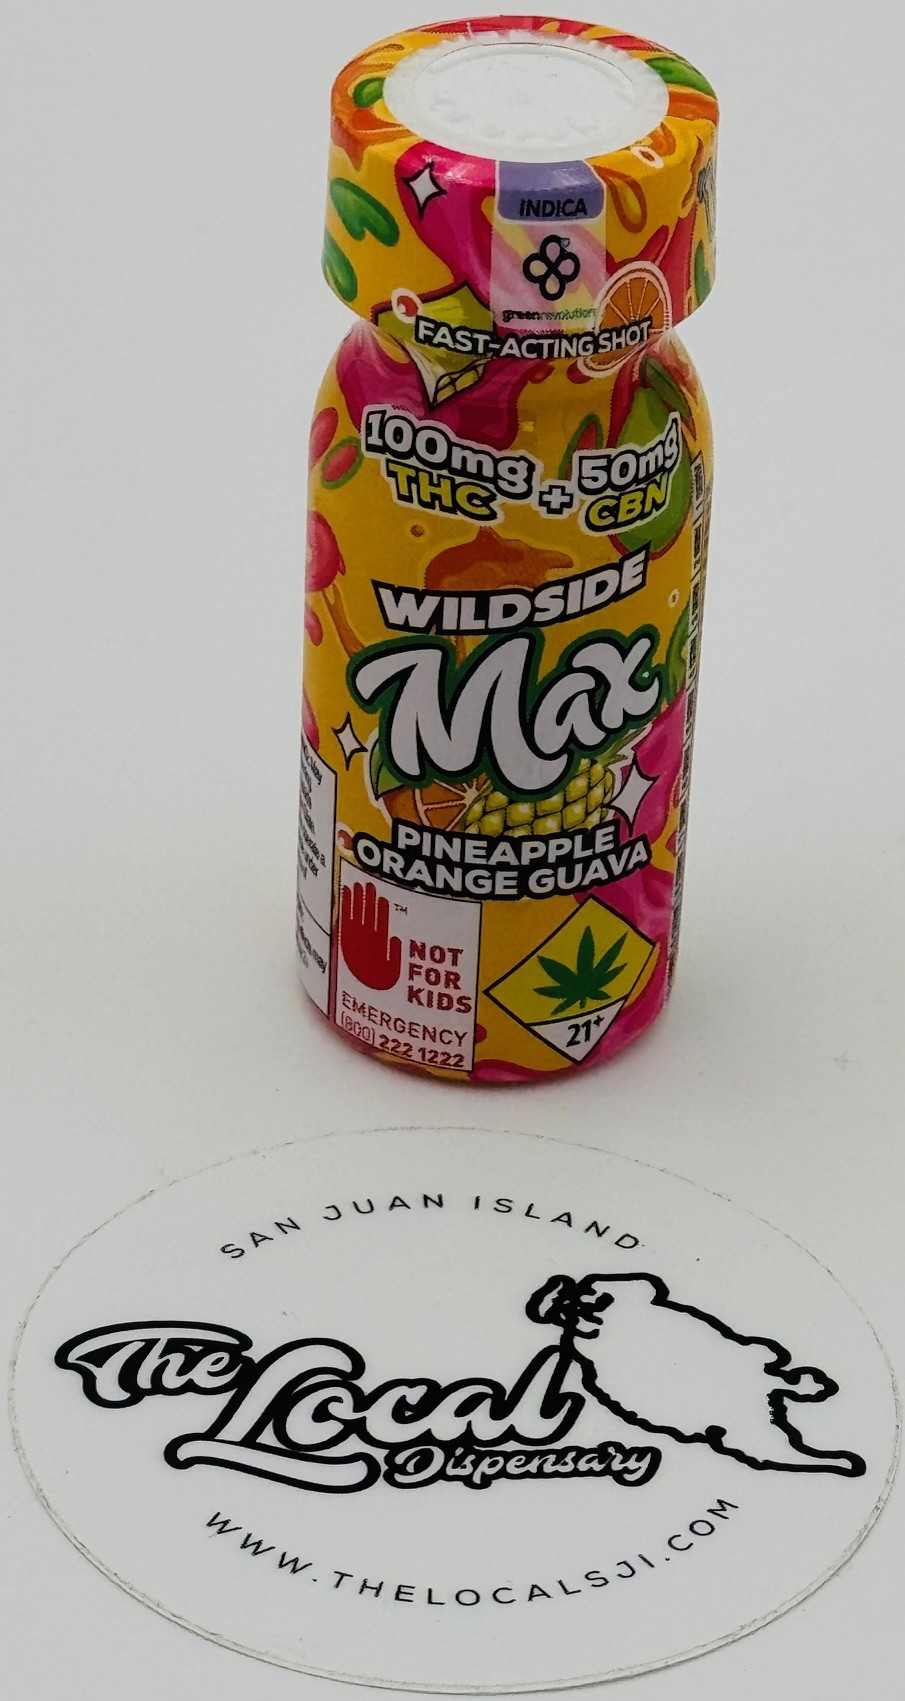 INDICA
greenrevolution
FAST-ACTING SHOT
100mg THC + 50mg CBN
WILDSIDE
Max
PINEAPPLE
ORANGE GUAVA
NOT
FOR
KIDS
EMERGENCY
(800) 222 1222
21+
SAN JUAN ISLAND
The Local
Dispensary
WWW.THELOCALSJI.COM